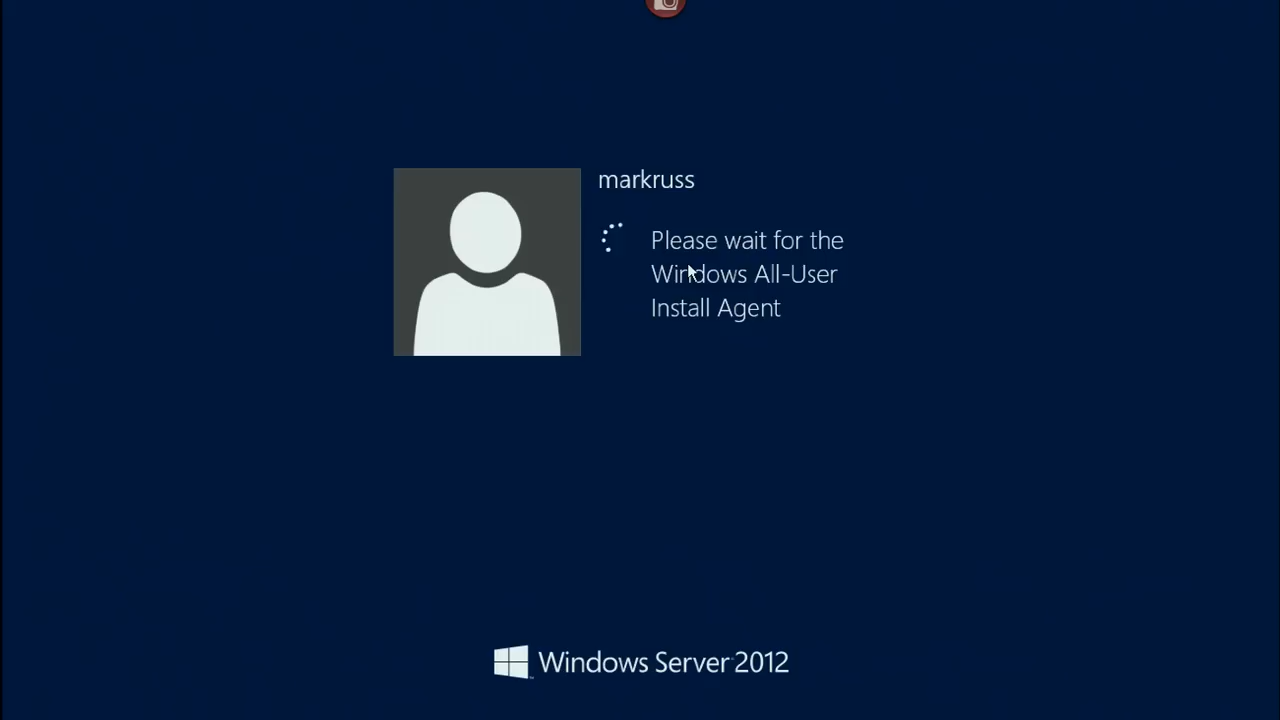 markruss
Please wait for the
Windows All-User
Install Agent
Windows Server 2012